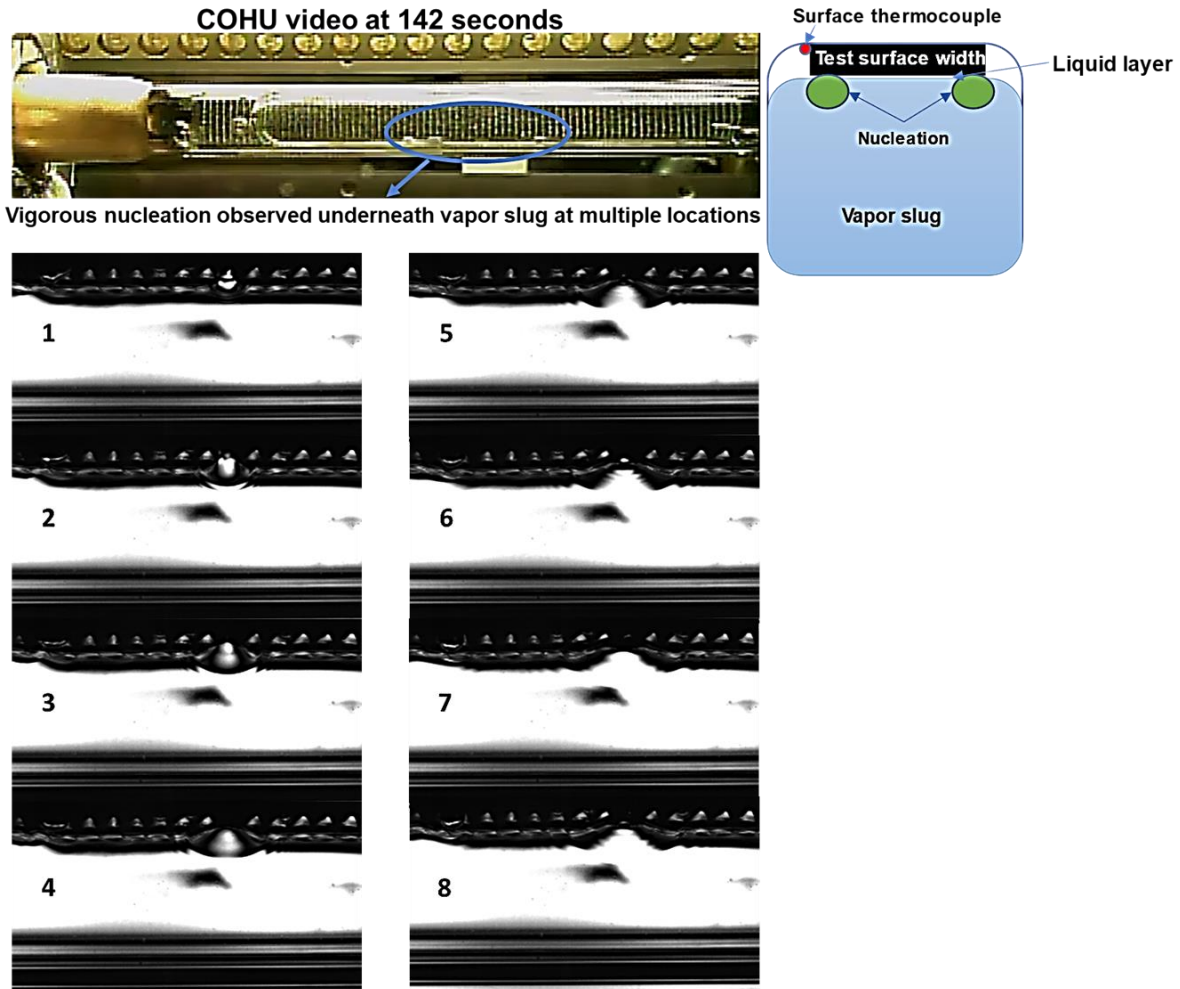 COHU video at 142 seconds
Surface thermocouple
Test surface width
Liquid layer
Nucleation
Vapor slug
Vigorous nucleation observed underneath vapor slug at multiple locations
1
2
3
4
5
6
7
8